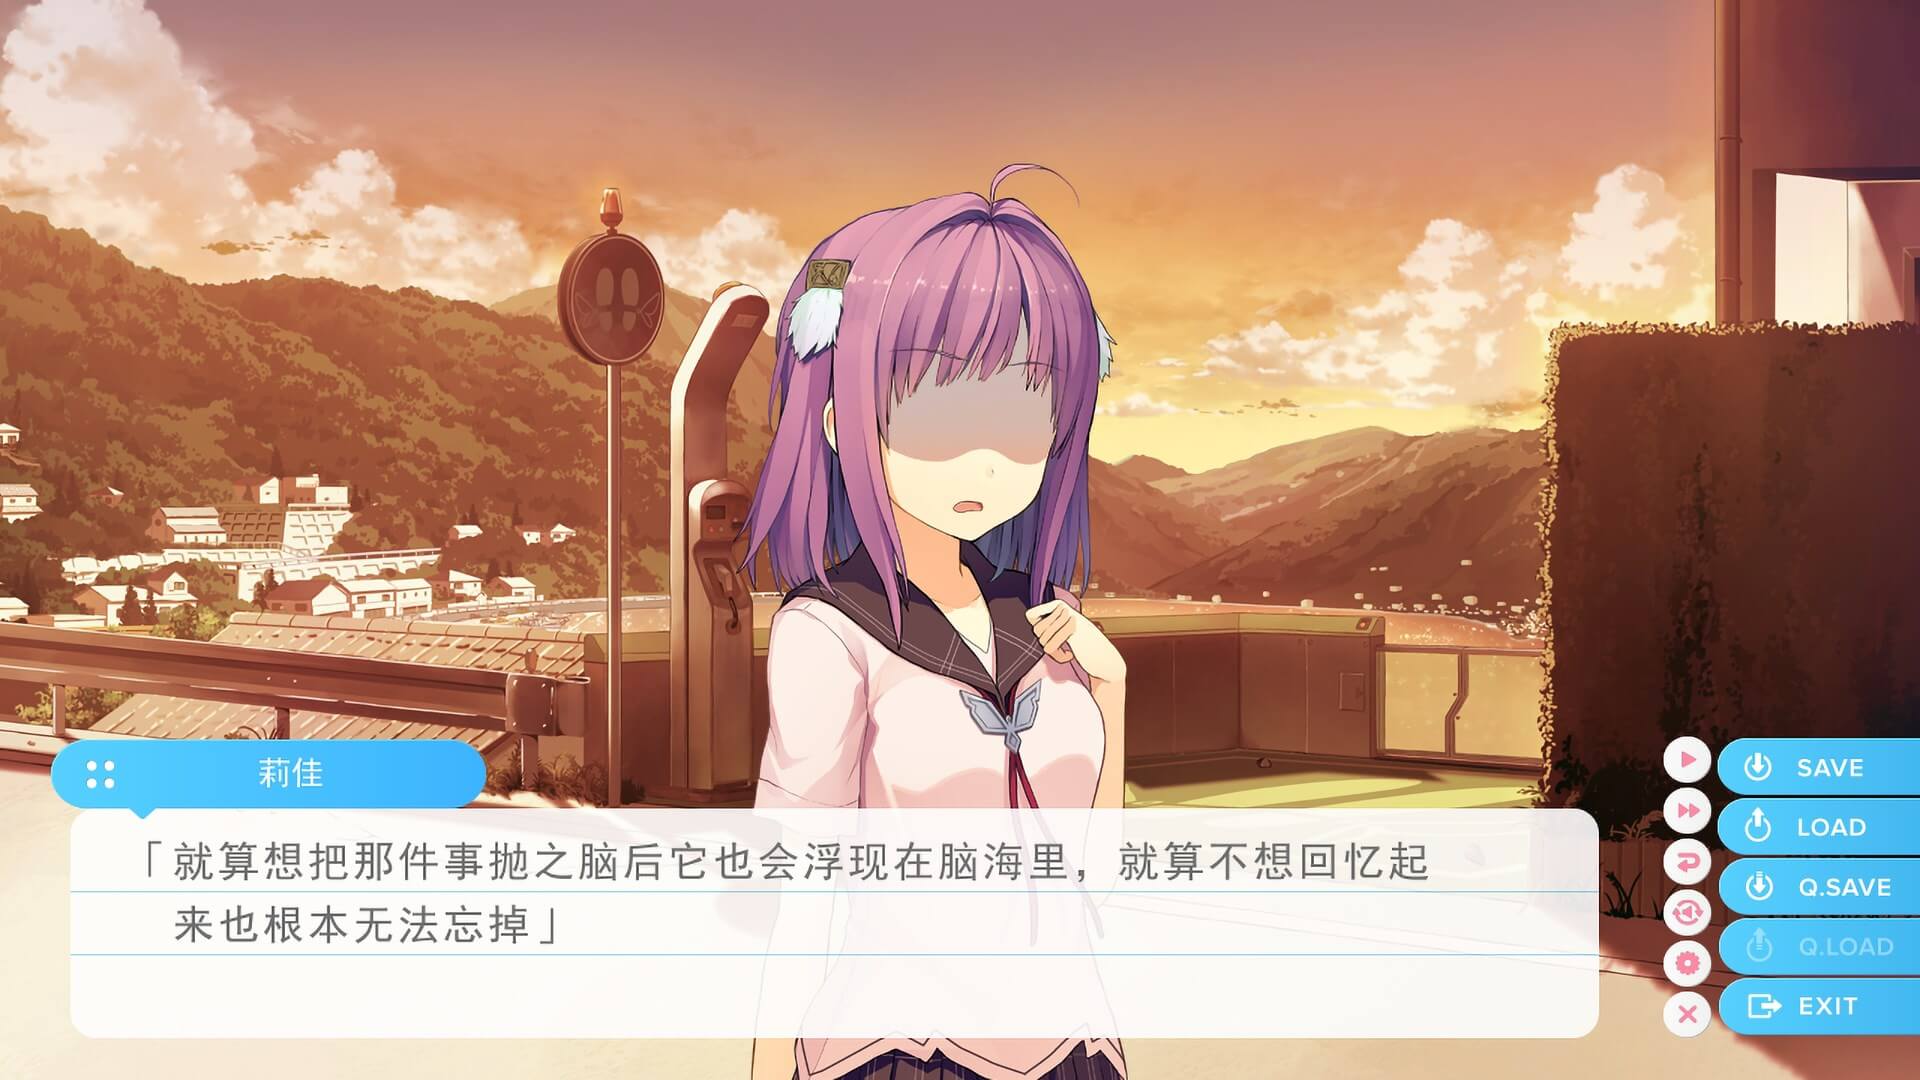 莉佳
「就算想把那件事抛之脑后它也会浮现在脑海里，就算不想回忆起
来也根本无法忘掉」
SAVE
LOAD
Q.SAVE
Q.LOAD
EXIT